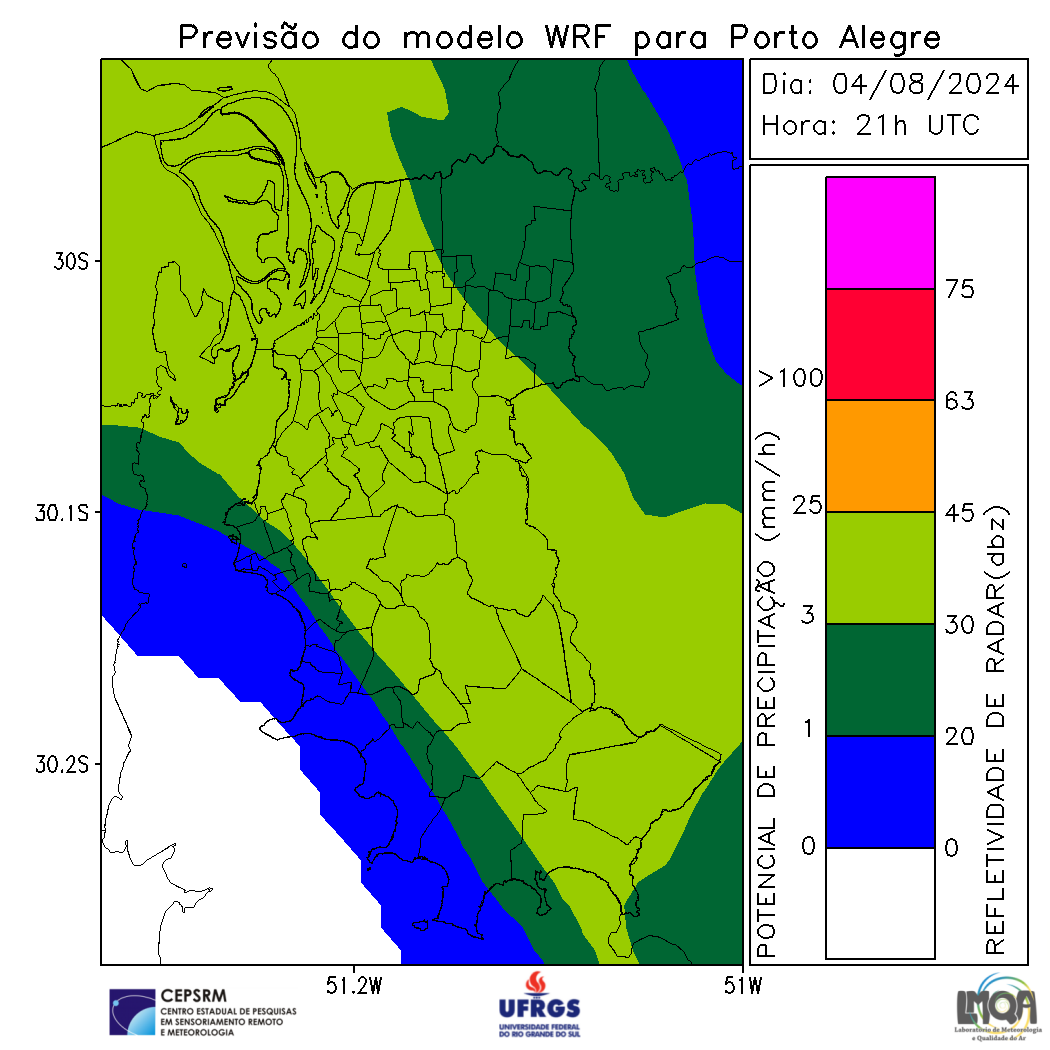 Previsão do modelo WRF para Porto Alegre
Dia: 04/08/2024
Hora: 21h UTC
30S
30.1S
30.2S
51.2W
51W
POTENCIAL DE PRECIPITAÇÃO (mm/h)
>100
25
3
1
0
75
63
45
30
20
0
REFLETIVIDADE DE RADAR(dbz)
CEPSRM
CENTRO ESTADUAL DE PESQUISAS
EM SENSORIAMENTO REMOTO
E METEOROLOGIA
UFRGS
UNIVERSIDADE FEDERAL
DO RIO GRANDE DO SUL
LMQA
Laboratório de Meteorologia
e Qualidade do Ar